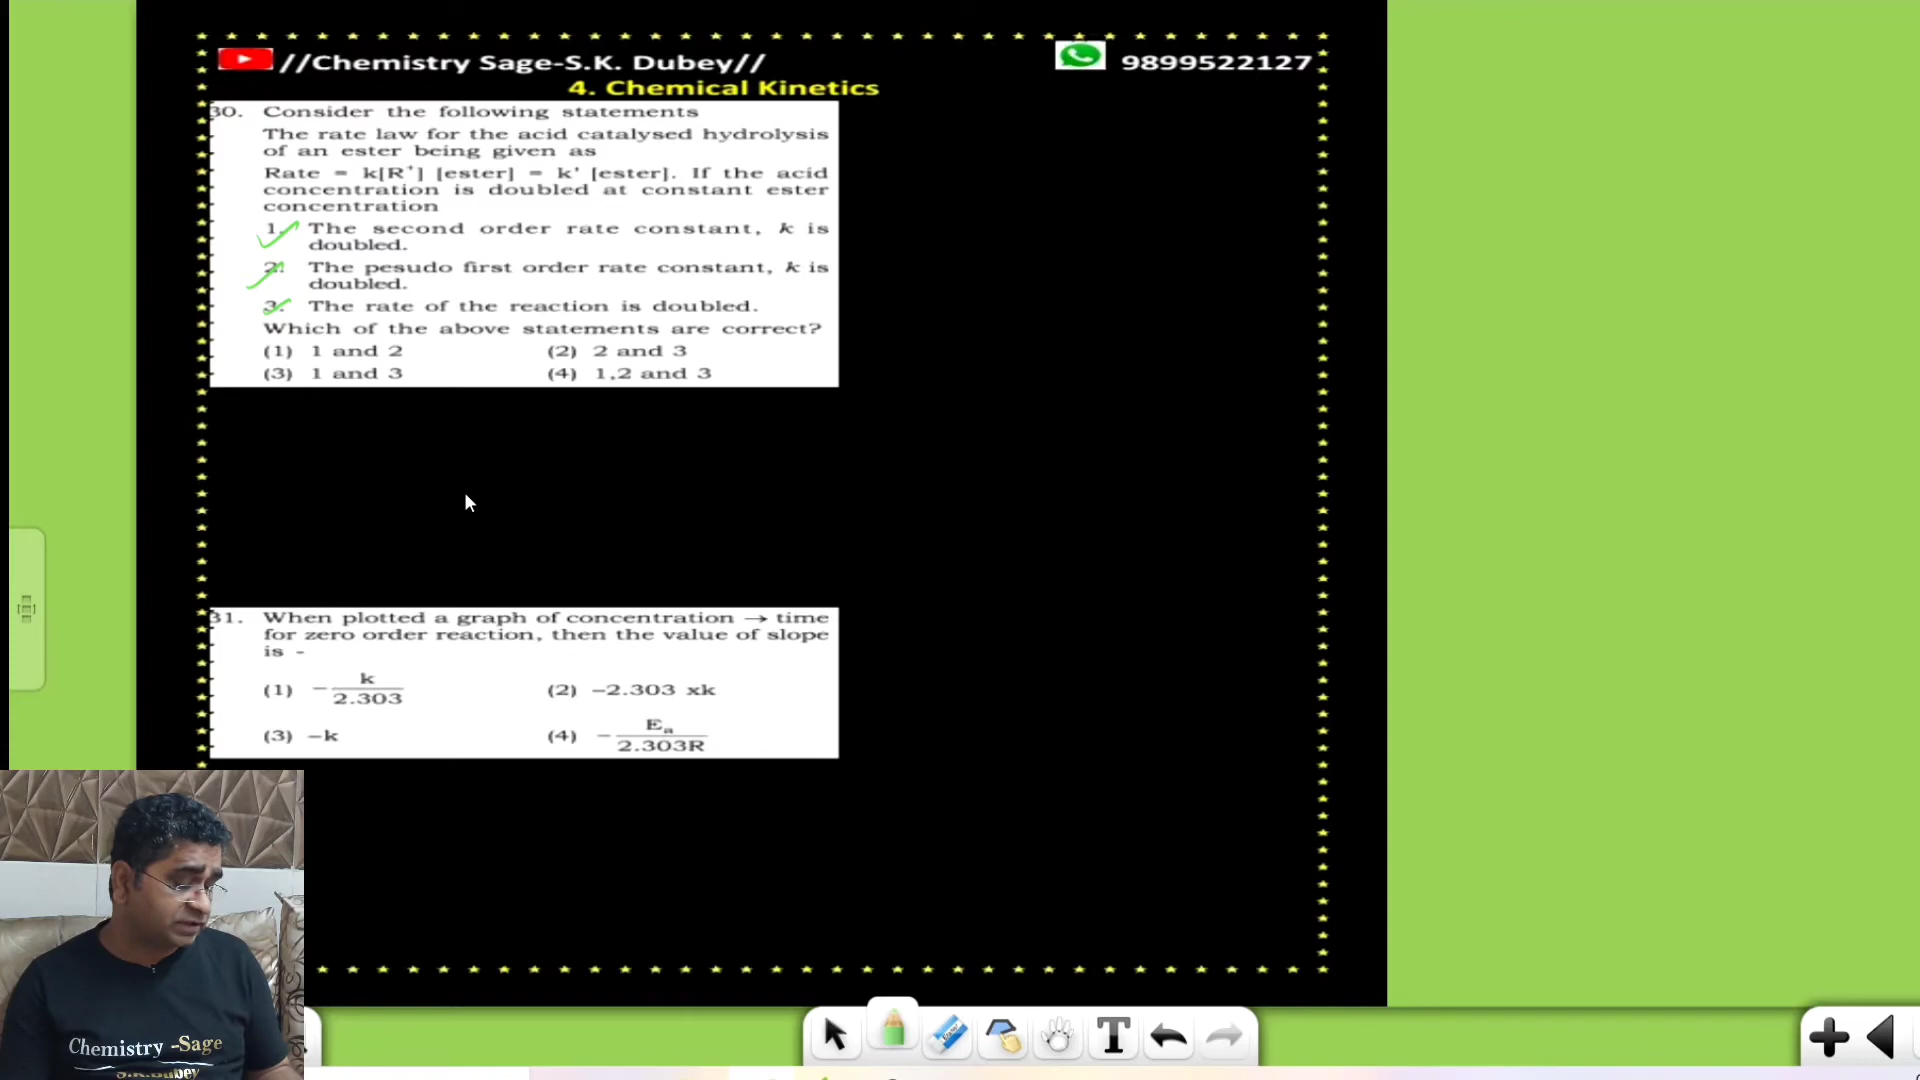 //Chemistry Sage-S.K. Dubey//
9899522127
4. Chemical Kinetics
30. Consider the following statements
The rate law for the acid catalysed hydrolysis
of an ester being given as
Rate = k[R⁺] [ester] = k' [ester]. If the acid
concentration is doubled at constant ester
concentration
1. The second order rate constant, k is
doubled.
2. The pesudo first order rate constant, k is
doubled.
3. The rate of the reaction is doubled.
Which of the above statements are correct?
(1) 1 and 2 (2) 2 and 3
(3) 1 and 3 (4) 1,2 and 3
31. When plotted a graph of concentration → time
for zero order reaction, then the value of slope
is -
(1) −k/2.303 (2) −2.303 xk
(3) −k (4) −Eₐ/2.303R
Chemistry -Sage
S.K.Dubey
T